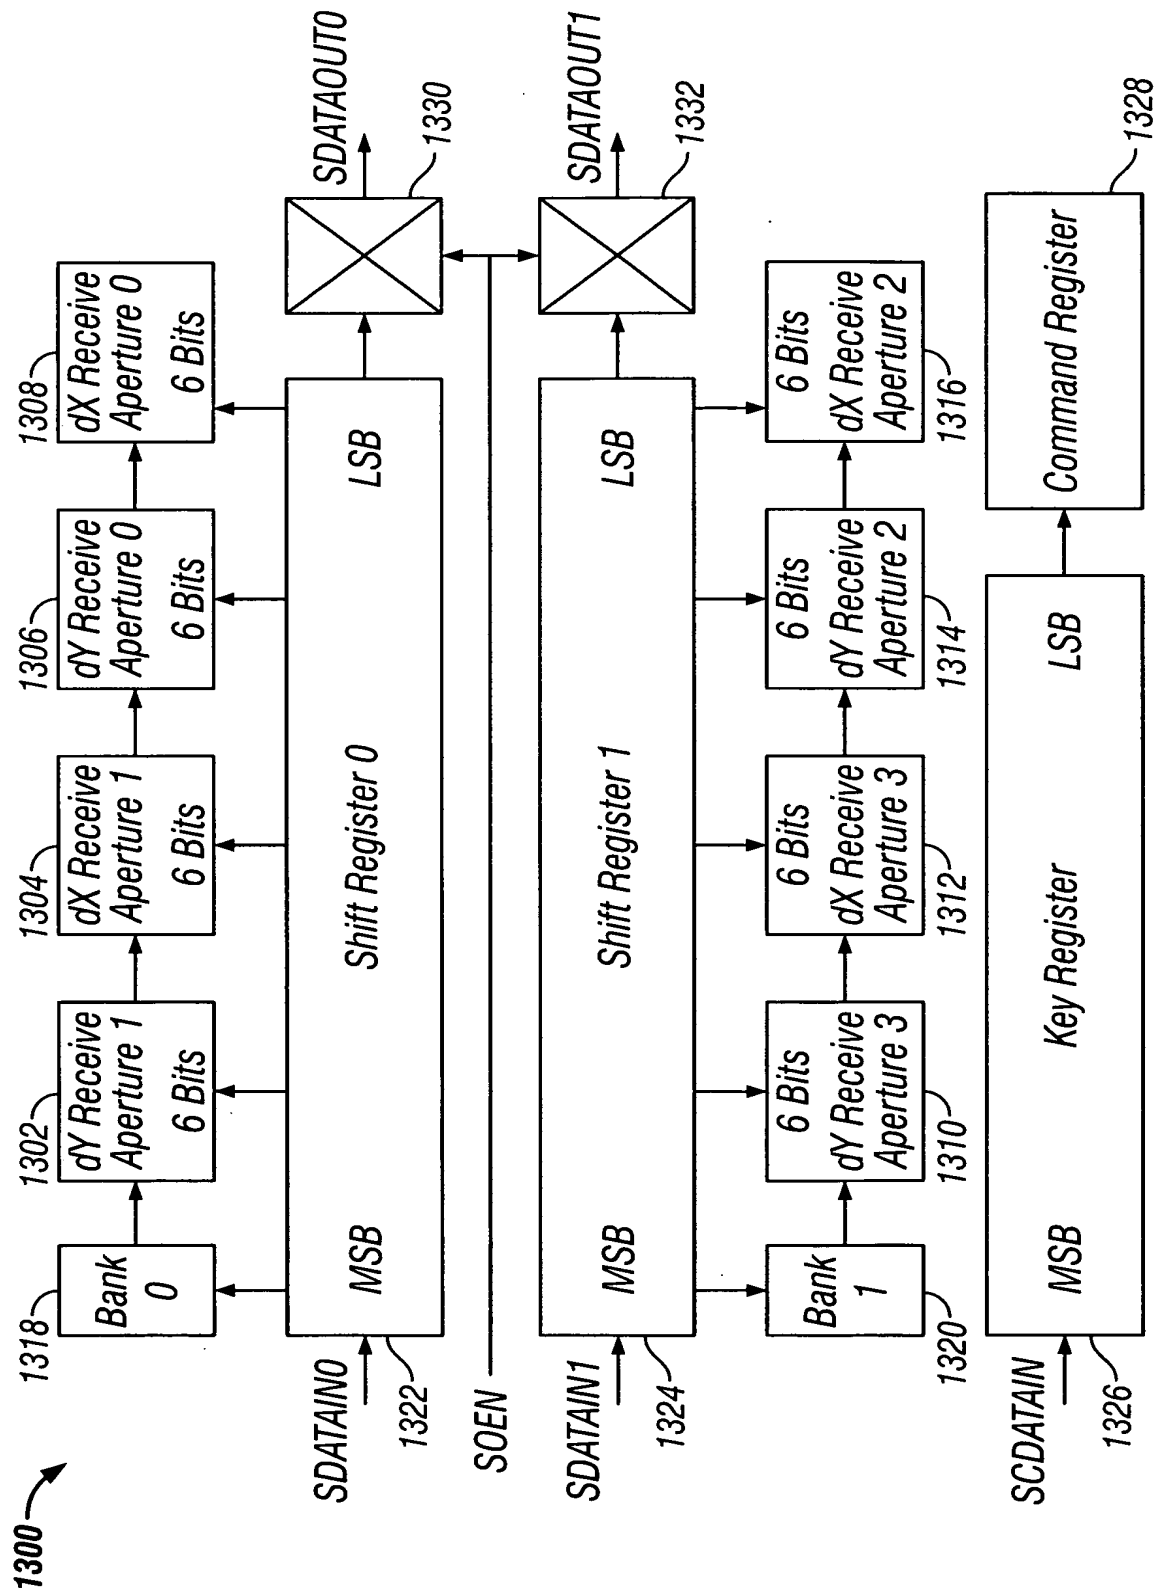 1300
1318
Bank
0
1302
dY Receive
Aperture 1
6 Bits
1304
dX Receive
Aperture 1
6 Bits
1306
dY Receive
Aperture 0
6 Bits
1308
dX Receive
Aperture 0
6 Bits
SDATAIN0
1322
MSB
Shift Register 0
LSB
SDATAOUT0
1330
SOEN
SDATAIN1
1324
MSB
Shift Register 1
LSB
SDATAOUT1
1332
Bank
1
1320
6 Bits
dY Receive
Aperture 3
1310
6 Bits
dX Receive
Aperture 3
1312
6 Bits
dY Receive
Aperture 2
1314
6 Bits
dX Receive
Aperture 2
1316
SCDATAIN
1326
MSB
Key Register
LSB
Command Register
1328